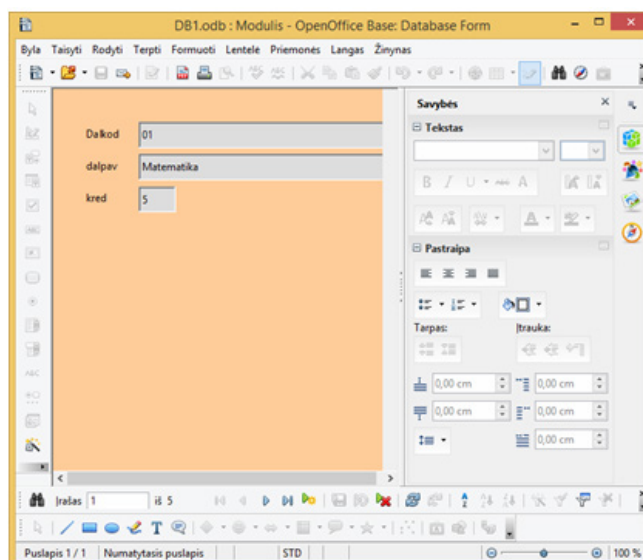 DB1.odb : Modulis - OpenOffice Base: Database Form
Byla Taisyti Rodyti Terpti Formuoti Lentelė Priemonės Langas Žinynas
Dalkod 01
dalpav Matematika
kred 5
Savybės
Tekstas
Pastraipa
Tarpas: Įtrauka:
0,00 cm 0,00 cm
0,00 cm 0,00 cm
0,00 cm
Įrašas 1 iš 5
Puslapis 1 / 1 Numatytasis puslapis STD 100 %